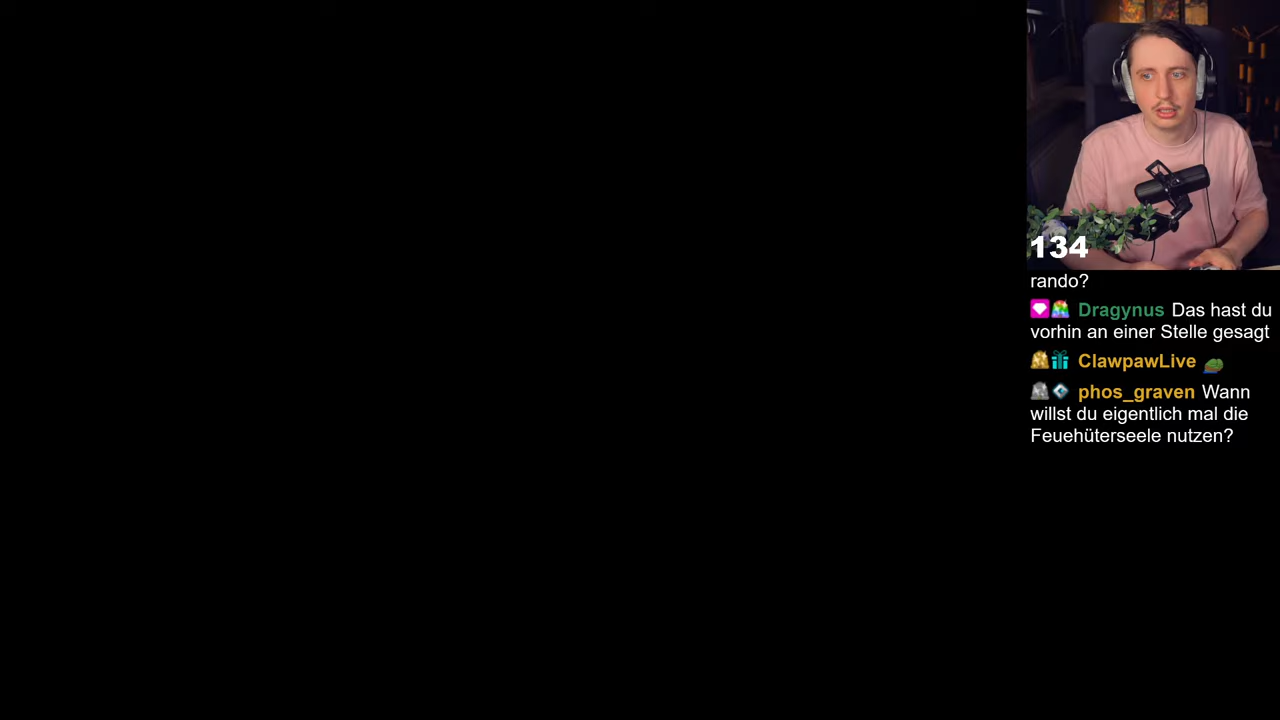 134
rando?
Dragynus Das hast du
vorhin an einer Stelle gesagt
ClawpawLive
phos_graven Wann
willst du eigentlich mal die
Feuehüterseele nutzen?